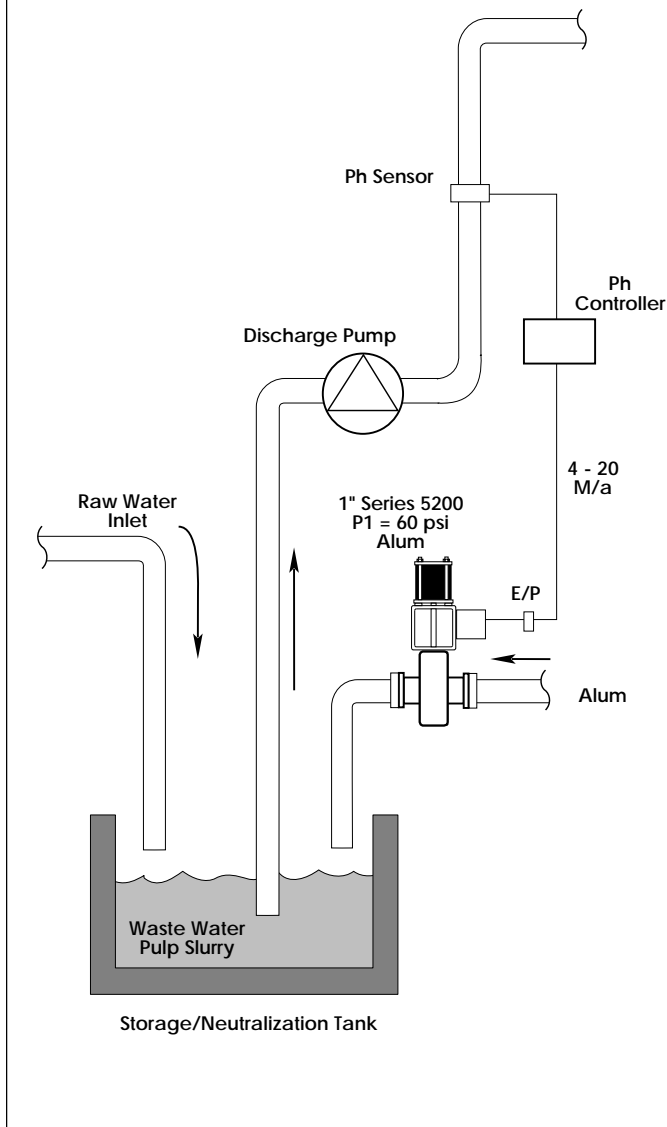 Ph Sensor
Ph
Controller
Discharge Pump
4 - 20
M/a
Raw Water
Inlet
1" Series 5200
P1 = 60 psi
Alum
E/P
Alum
Waste Water
Pulp Slurry
Storage/Neutralization Tank